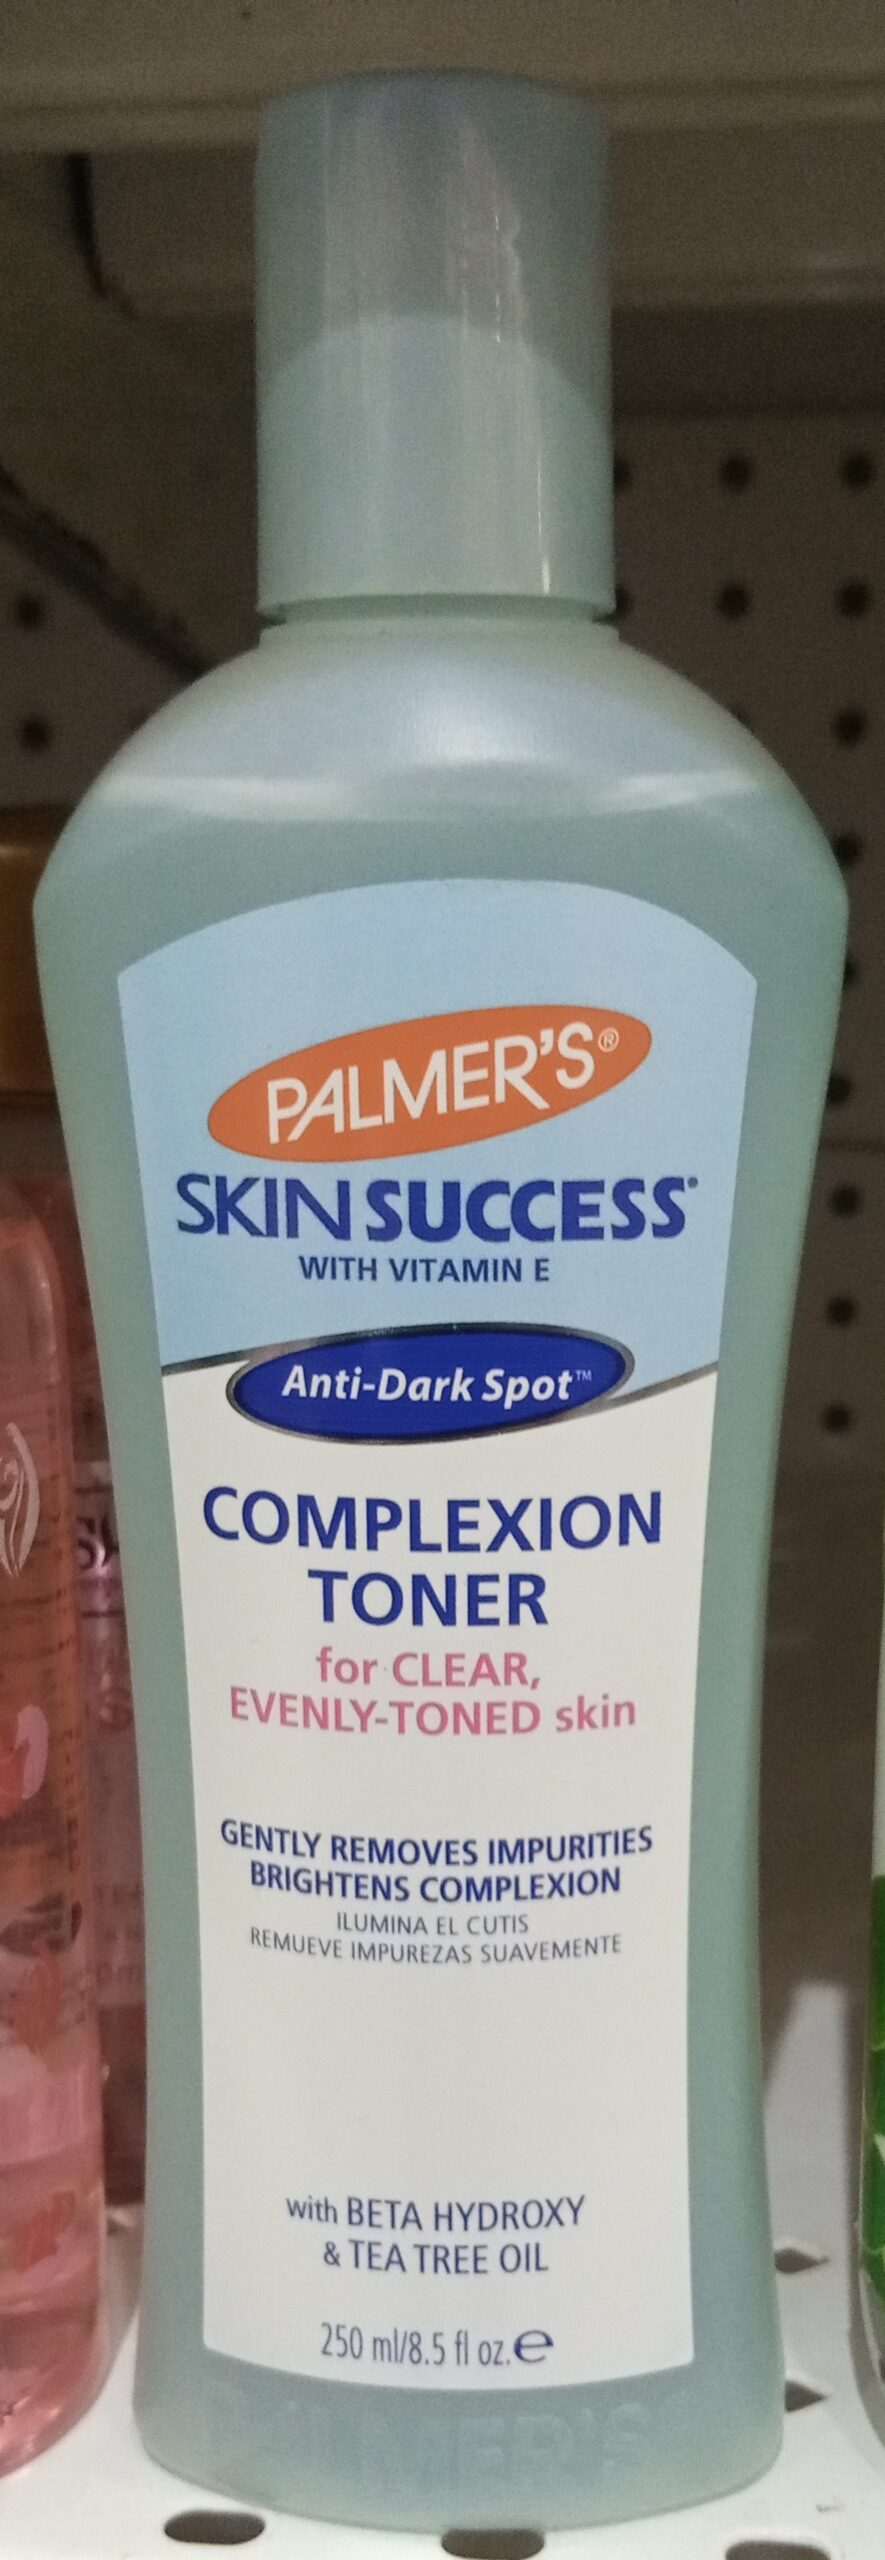 PALMER'S®
SKIN SUCCESS®
WITH VITAMIN E
Anti-Dark Spot™
COMPLEXION
TONER
for CLEAR,
EVENLY-TONED skin
GENTLY REMOVES IMPURITIES
BRIGHTENS COMPLEXION
ILUMINA EL CUTIS
REMUEVE IMPUREZAS SUAVEMENTE
with BETA HYDROXY
& TEA TREE OIL
250 ml/8.5 fl oz. ℮
PALMER'S